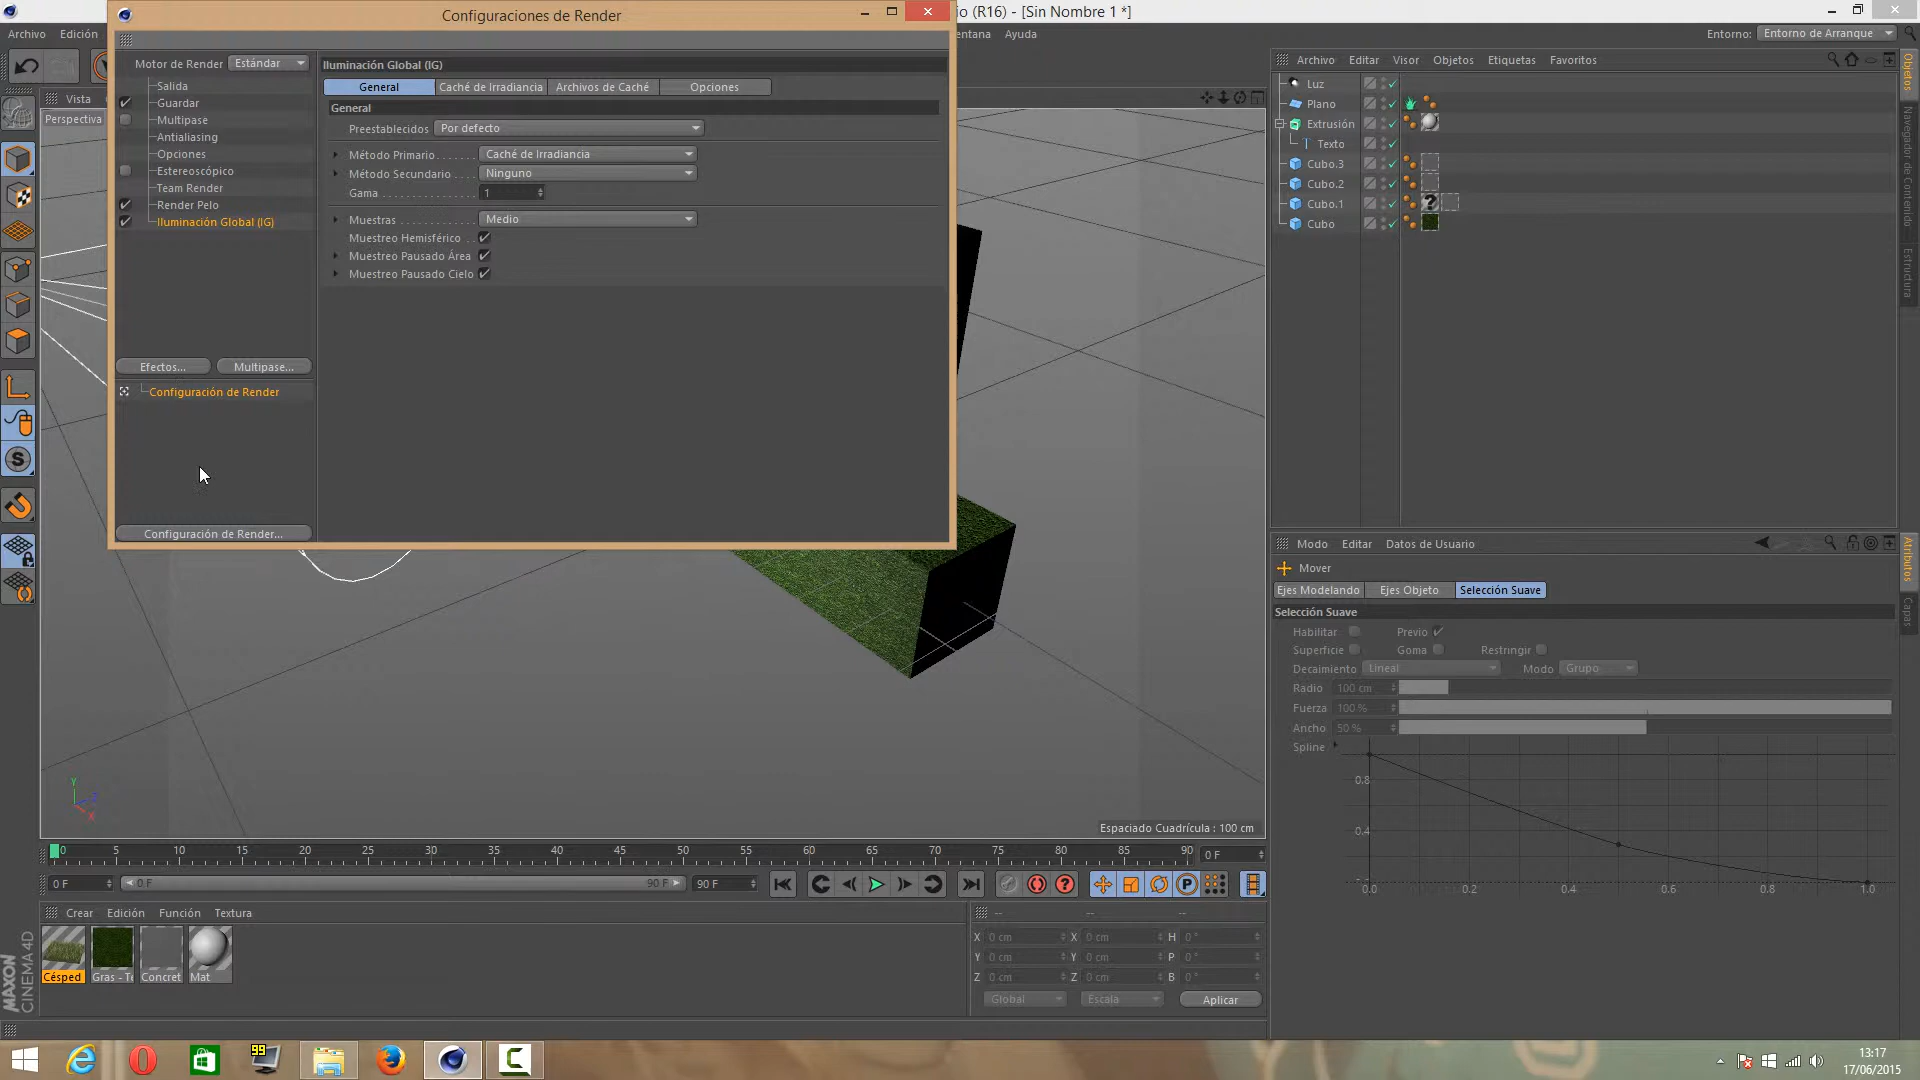 Configuraciones de Render
io (R16) - [Sin Nombre 1 *]
Archivo Edición
entana Ayuda
Entorno: Entorno de Arranque
Motor de Render Estándar
Salida
Guardar
Multipase
Antialiasing
Opciones
Estereoscópico
Team Render
Render Pelo
Iluminación Global (IG)
Efectos... Multipase...
Configuración de Render
Configuración de Render...
Iluminación Global (IG)
General Caché de Irradiancia Archivos de Caché Opciones
General
Preestablecidos Por defecto
Método Primario Caché de Irradiancia
Método Secundario Ninguno
Gama 1
Muestras Medio
Muestreo Hemisférico
Muestreo Pausado Área
Muestreo Pausado Cielo
Vista
Perspectiva
Y
Z
X
Espaciado Cuadrícula : 100 cm
Archivo Editar Visor Objetos Etiquetas Favoritos
Luz
Plano
Extrusión
Texto
Cubo.3
Cubo.2
Cubo.1
Cubo
Objetos
Navegador de Contenido
Estructura
Modo Editar Datos de Usuario
Mover
Ejes Modelando Ejes Objeto Selección Suave
Selección Suave
Habilitar Previo
Superficie Goma Restringir
Decaimiento Lineal Modo Grupo
Radio 100 cm
Fuerza 100 %
Ancho 50 %
Spline
0.8
0.4
0.0 0.2 0.4 0.6 0.8 1.0
Atributos
Capas
0 5 10 15 20 25 30 35 40 45 50 55 60 65 70 75 80 85 90 0 F
0 F 0 F 90 F 90 F
Crear Edición Función Textura
Césped Gras - Te Concret Mat
-- -- --
X 0 cm X 0 cm H 0 °
Y 0 cm Y 0 cm P 0 °
Z 0 cm Z 0 cm B 0 °
Global Escala Aplicar
MAXON
CINEMA 4D
99
13:17
17/06/2015